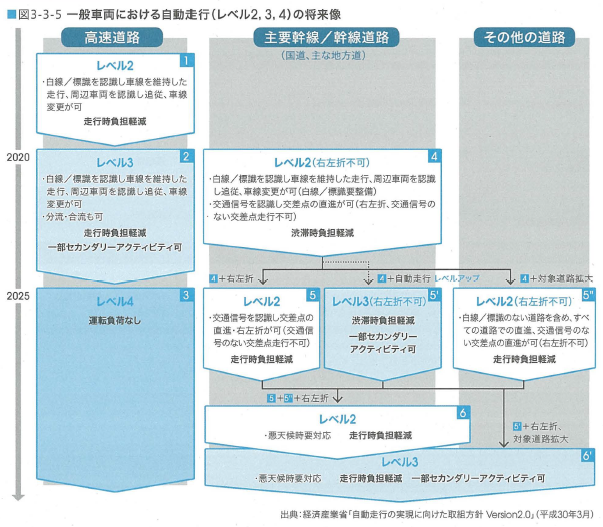 ■図3-3-5 一般車両における自動走行(レベル2, 3, 4)の将来像
高速道路
主要幹線/幹線道路
(国道、主な地方道)
その他の道路
レベル2
1
・白線/標識を認識し車線を維持した
走行、周辺車両を認識し追従、車線
変更が可
走行時負担軽減
2020
レベル3
2
・白線/標識を認識し車線を維持した
走行、周辺車両を認識し追従、車線
変更が可
・分流・合流も可
走行時負担軽減
一部セカンダリーアクティビティ可
レベル2(右左折不可)
4
・白線/標識を認識し車線を維持した走行、周辺車両を認識
し追従、車線変更が可(白線/標識要整備)
・交通信号を認識し交差点の直進が可(右左折、交通信号の
ない交差点走行不可)
渋滞時負担軽減
4+右左折
4+自動走行 レベルアップ
4+対象道路拡大
2025
レベル4
3
運転負荷なし
レベル2
5
・交通信号を認識し交差点の
直進・右左折が可(交通信
号のない交差点走行不可)
走行時負担軽減
レベル3(右左折不可)
5'
渋滞時負担軽減
一部セカンダリー
アクティビティ可
レベル2(右左折不可)
5"
・白線/標識のない道路を含め、すべ
ての道路での直進、交通信号のな
い交差点の直進が可(右左折不可)
走行時負担軽減
5+5"+右左折
レベル2
6
・悪天候時要対応 走行時負担軽減
5'+右左折、
対象道路拡大
レベル3
6'
・悪天候時要対応 走行時負担軽減 一部セカンダリーアクティビティ可
出典:経済産業省「自動走行の実現に向けた取組方針 Version2.0」(平成30年3月)